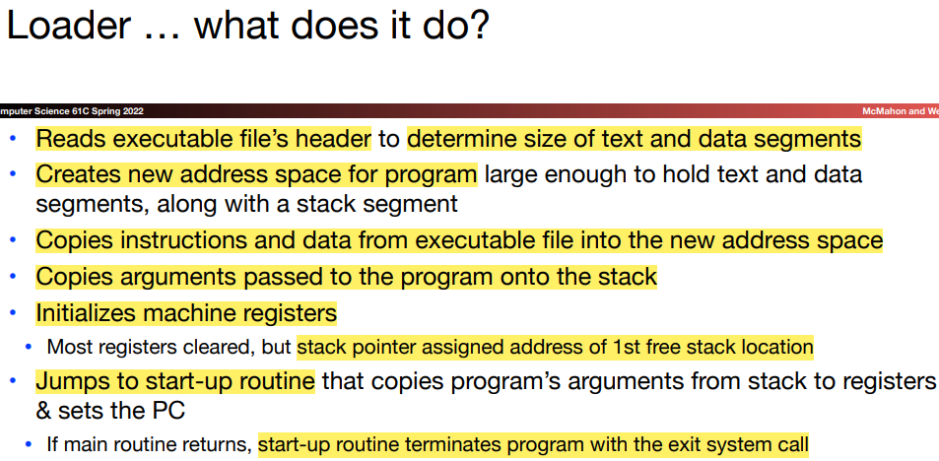 Loader … what does it do?
mputer Science 61C Spring 2022
McMahon and We
• Reads executable file's header to determine size of text and data segments
• Creates new address space for program large enough to hold text and data
segments, along with a stack segment
• Copies instructions and data from executable file into the new address space
• Copies arguments passed to the program onto the stack
• Initializes machine registers
• Most registers cleared, but stack pointer assigned address of 1st free stack location
• Jumps to start-up routine that copies program's arguments from stack to registers
& sets the PC
• If main routine returns, start-up routine terminates program with the exit system call